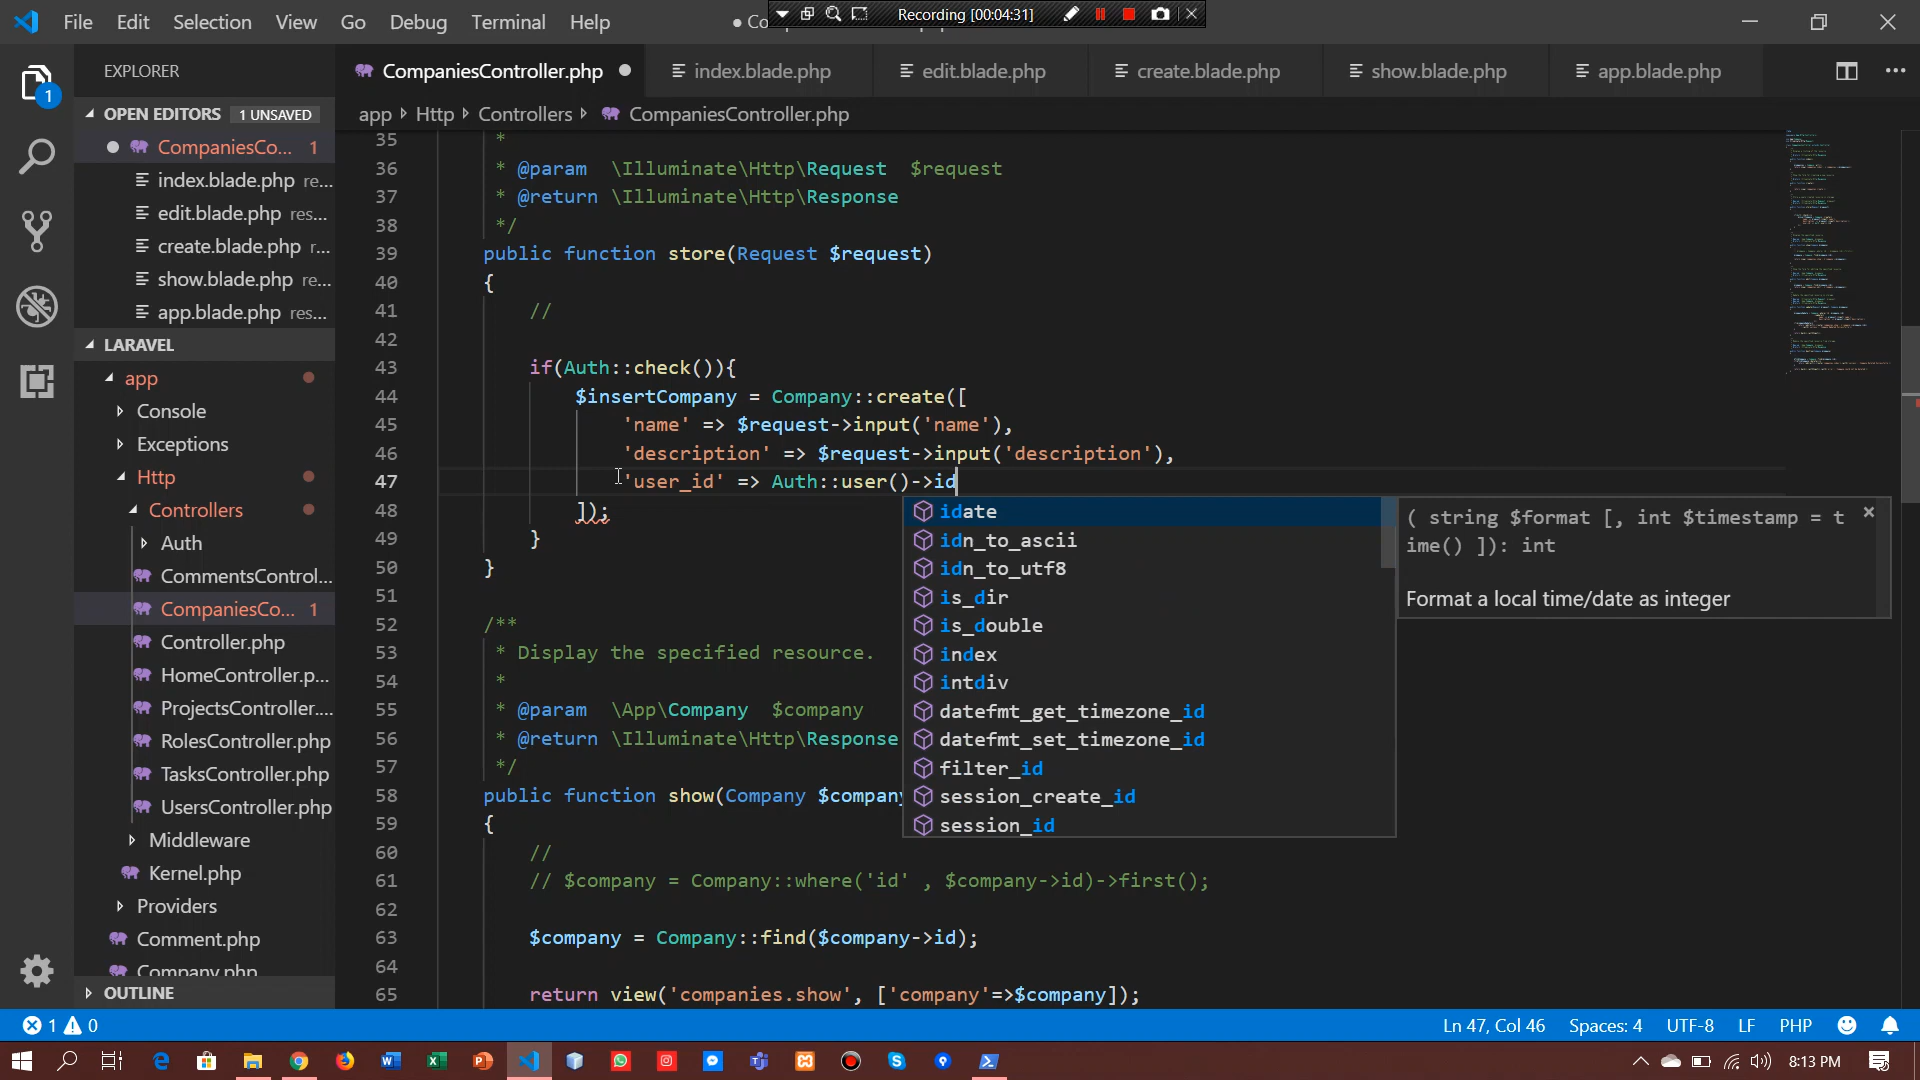 File Edit Selection View Go Debug Terminal Help
Recording [00:04:31]
EXPLORER
OPEN EDITORS 1 UNSAVED
CompaniesCo... 1
index.blade.php re...
edit.blade.php res...
create.blade.php r...
show.blade.php re...
app.blade.php res...
LARAVEL
app
Console
Exceptions
Http
Controllers
Auth
CommentsControl...
CompaniesCo... 1
Controller.php
HomeController.p...
ProjectsController....
RolesController.php
TasksController.php
UsersController.php
Middleware
Kernel.php
Providers
Comment.php
Company.php
OUTLINE
CompaniesController.php index.blade.php edit.blade.php create.blade.php show.blade.php app.blade.php
app Http Controllers CompaniesController.php
35 *
36 * @param \Illuminate\Http\Request $request
37 * @return \Illuminate\Http\Response
38 */
39 public function store(Request $request)
40 {
41 //
42
43 if(Auth::check()){
44 $insertCompany = Company::create([
45 'name' => $request->input('name'),
46 'description' => $request->input('description'),
47 'user_id' => Auth::user()->id
48 ]);
49 }
50 }
51
52 /**
53 * Display the specified resource.
54 *
55 * @param \App\Company $company
56 * @return \Illuminate\Http\Response
57 */
58 public function show(Company $company
59 {
60 //
61 // $company = Company::where('id' , $company->id)->first();
62
63 $company = Company::find($company->id);
64
65 return view('companies.show', ['company'=>$company]);
idate
idn_to_ascii
idn_to_utf8
is_dir
is_double
index
intdiv
datefmt_get_timezone_id
datefmt_set_timezone_id
filter_id
session_create_id
session_id
( string $format [, int $timestamp = t
ime() ]): int
Format a local time/date as integer
1 0 Ln 47, Col 46 Spaces: 4 UTF-8 LF PHP
8:13 PM